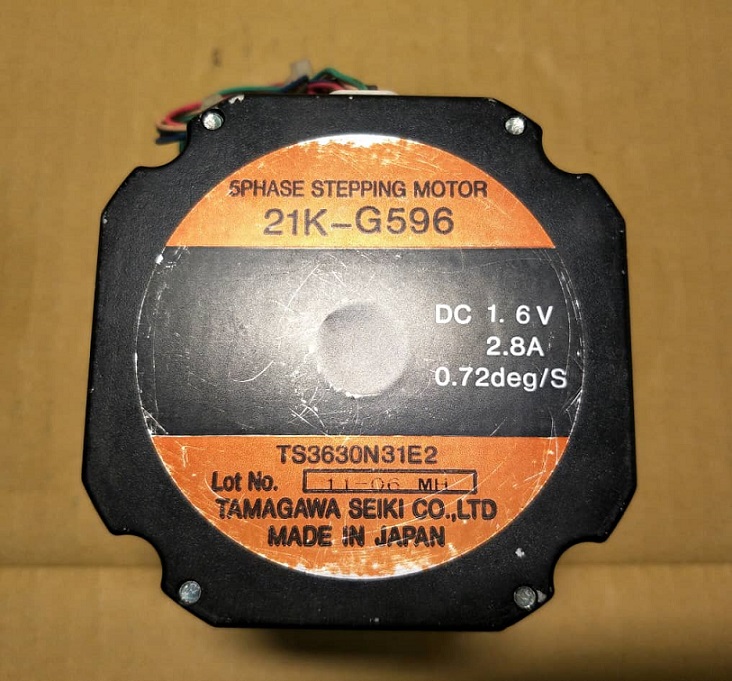 5PHASE STEPPING MOTOR
21K-G596
DC 1.6V
2.8A
0.72deg/S
TS3630N31E2
Lot No. 11-06 MH
TAMAGAWA SEIKI CO.,LTD
MADE IN JAPAN